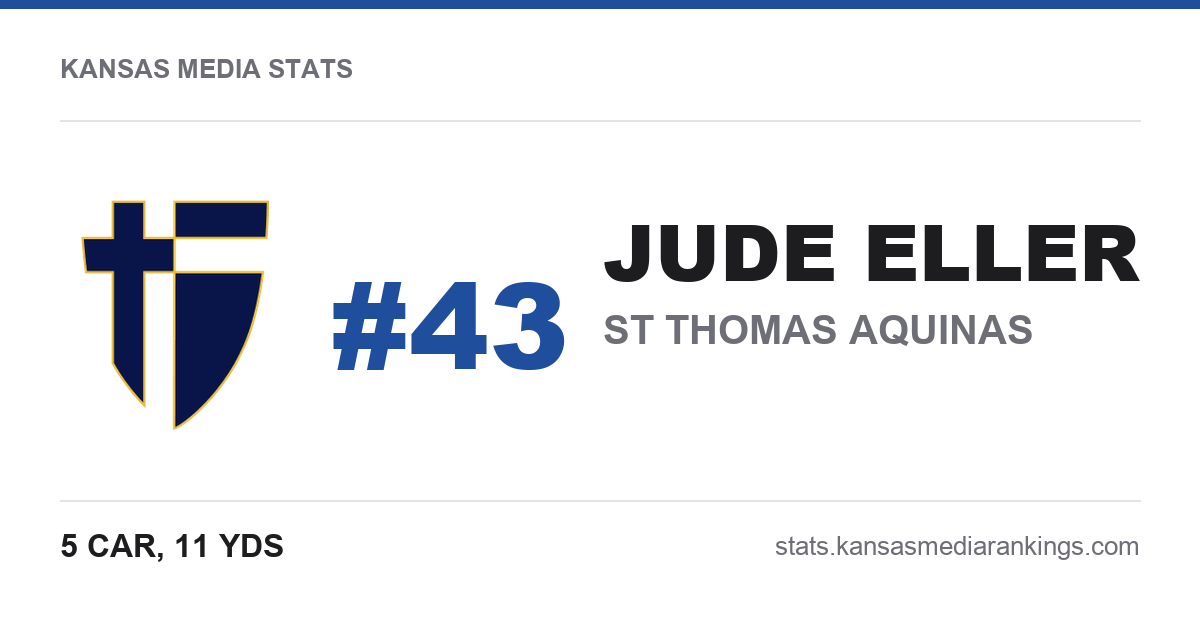 KANSAS MEDIA STATS
#43
JUDE ELLER
ST THOMAS AQUINAS
5 CAR, 11 YDS
stats.kansasmediarankings.com